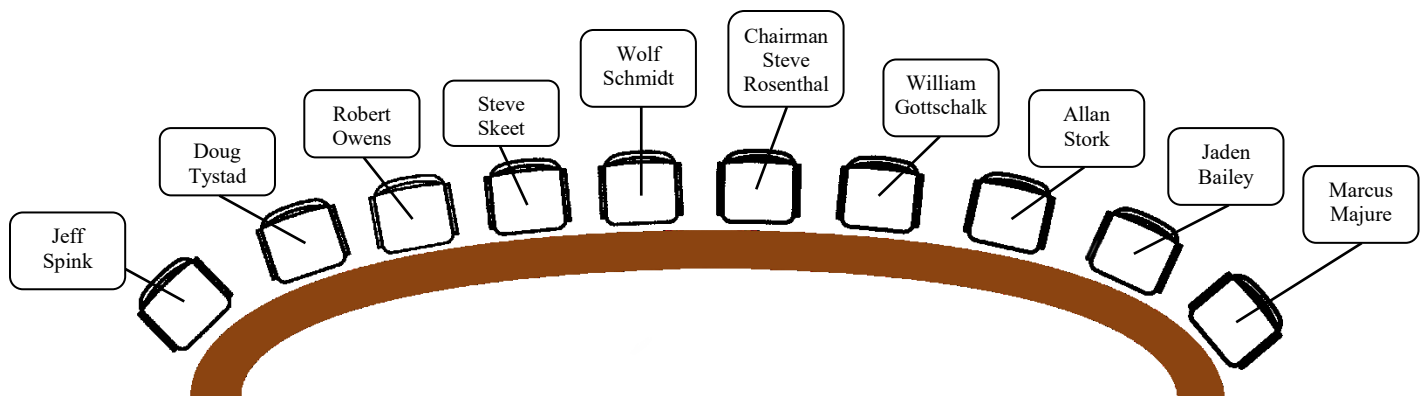 Jeff
Spink
Doug
Tystad
Robert
Owens
Steve
Skeet
Wolf
Schmidt
Chairman
Steve
Rosenthal
William
Gottschalk
Allan
Stork
Jaden
Bailey
Marcus
Majure